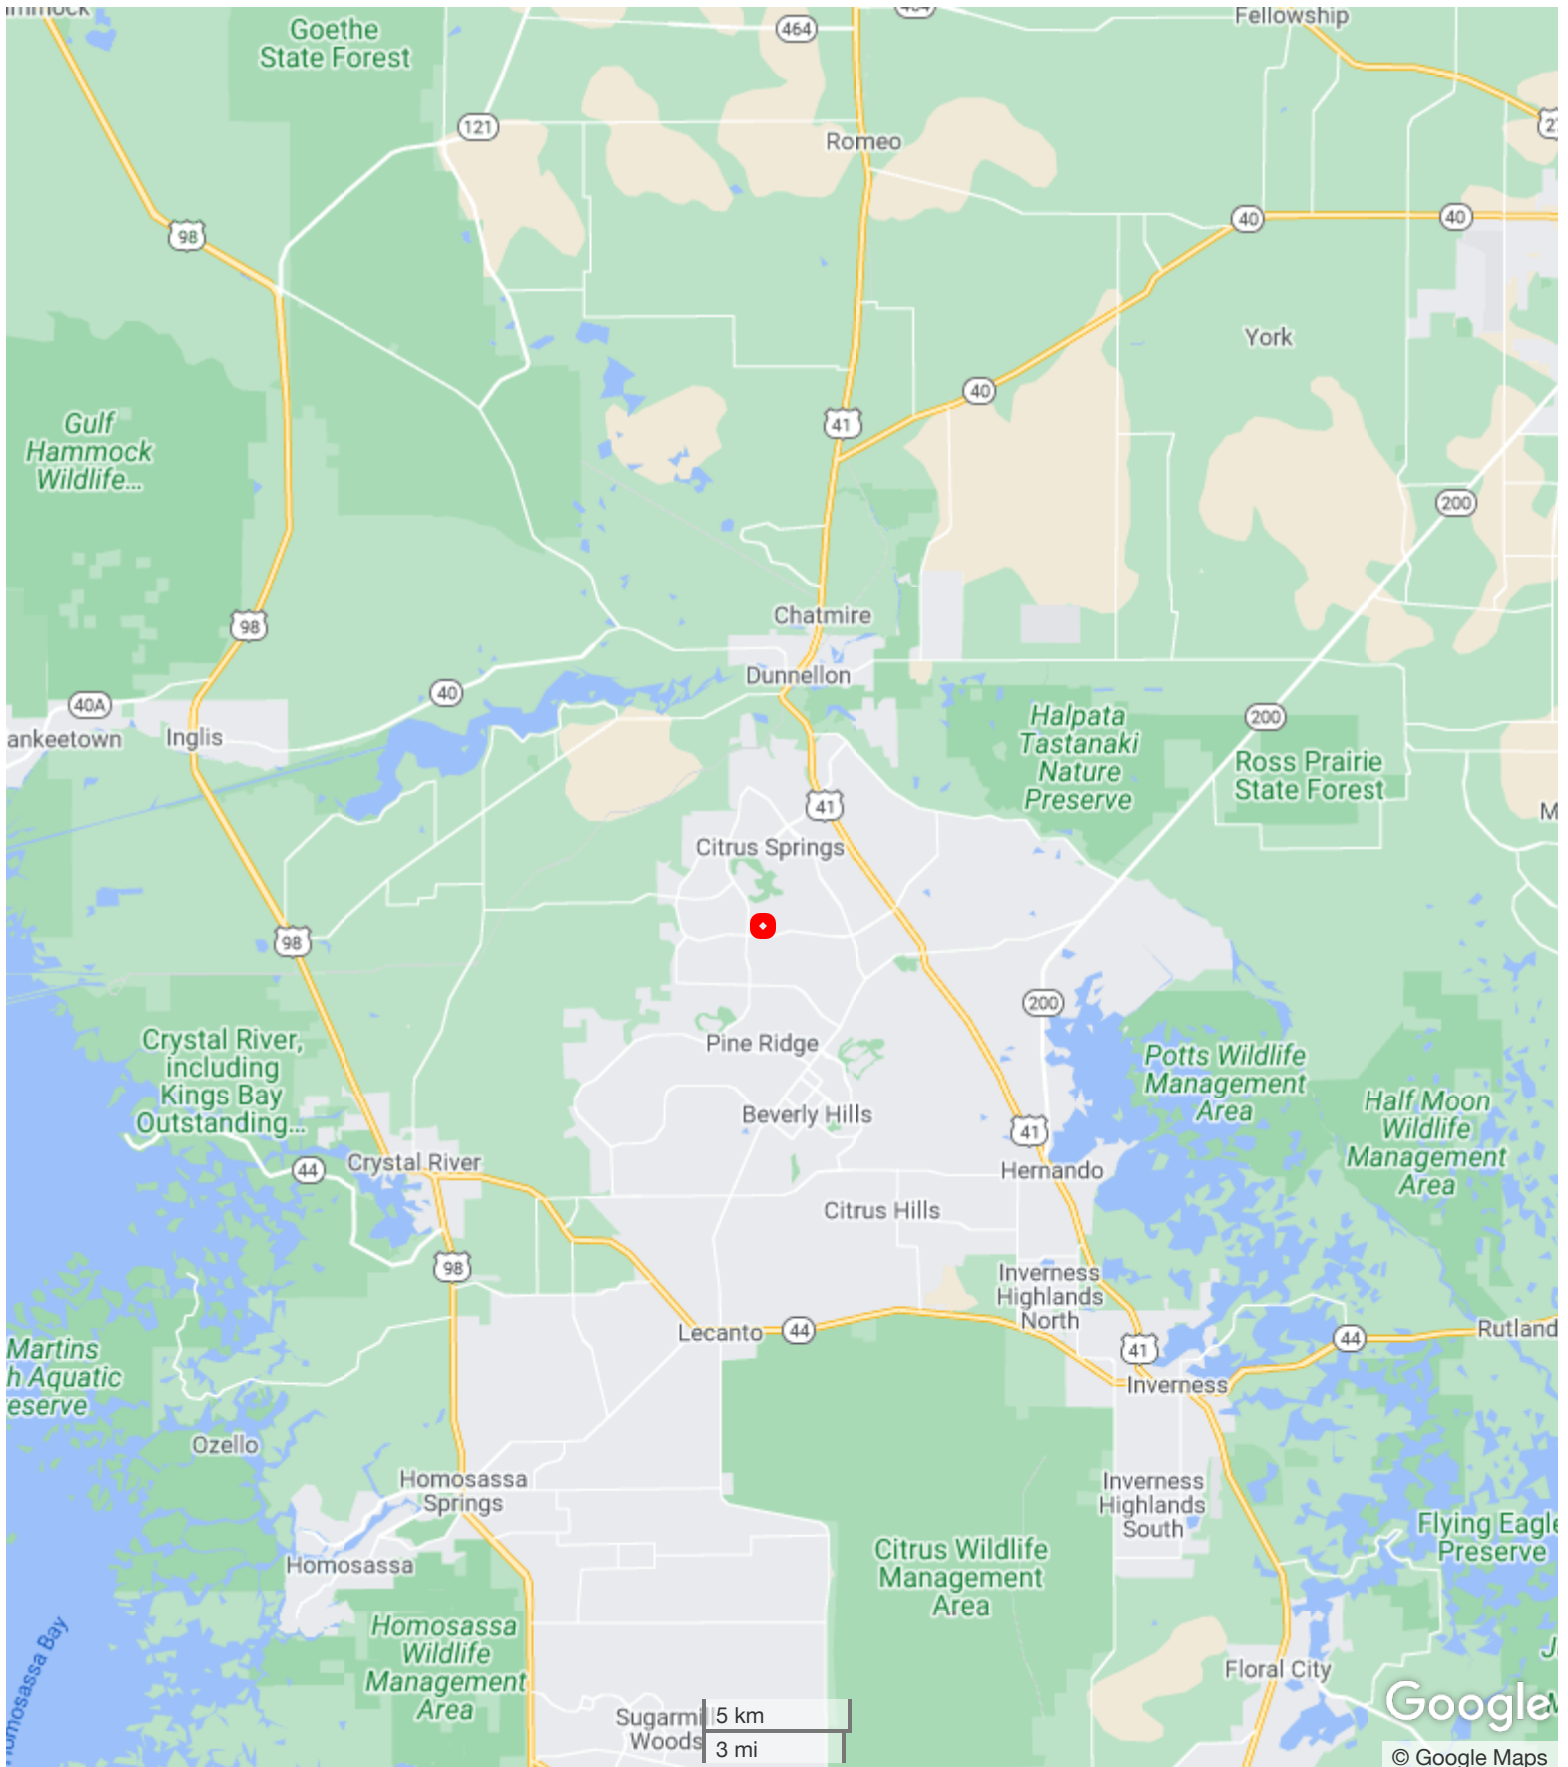 Goethe
State Forest
464
Fellowship
121
Romeo
98
40
40
York
Gulf
Hammock
Wildlife...
41
40
200
98
Chatmire
Dunnellon
40A
40
Inglis
ankeetown
Halpata
Tastanaki
Nature
Preserve
200
Ross Prairie
State Forest
41
Citrus Springs
98
200
Crystal River,
including
Kings Bay
Outstanding...
Pine Ridge
Potts Wildlife
Management
Area
Half Moon
Wildlife
Management
Area
Beverly Hills
41
Crystal River
44
Hernando
Citrus Hills
98
Inverness
Highlands
North
Lecanto
44
44
Rutland
41
Martins
h Aquatic
eserve
Inverness
Ozello
Homosassa
Springs
Inverness
Highlands
South
Flying Eagle
Preserve
Homosassa
Citrus Wildlife
Management
Area
Homosassa
Wildlife
Management
Area
Homosassa Bay
Floral City
Sugarmill
Woods
5 km
3 mi
Google
© Google Maps